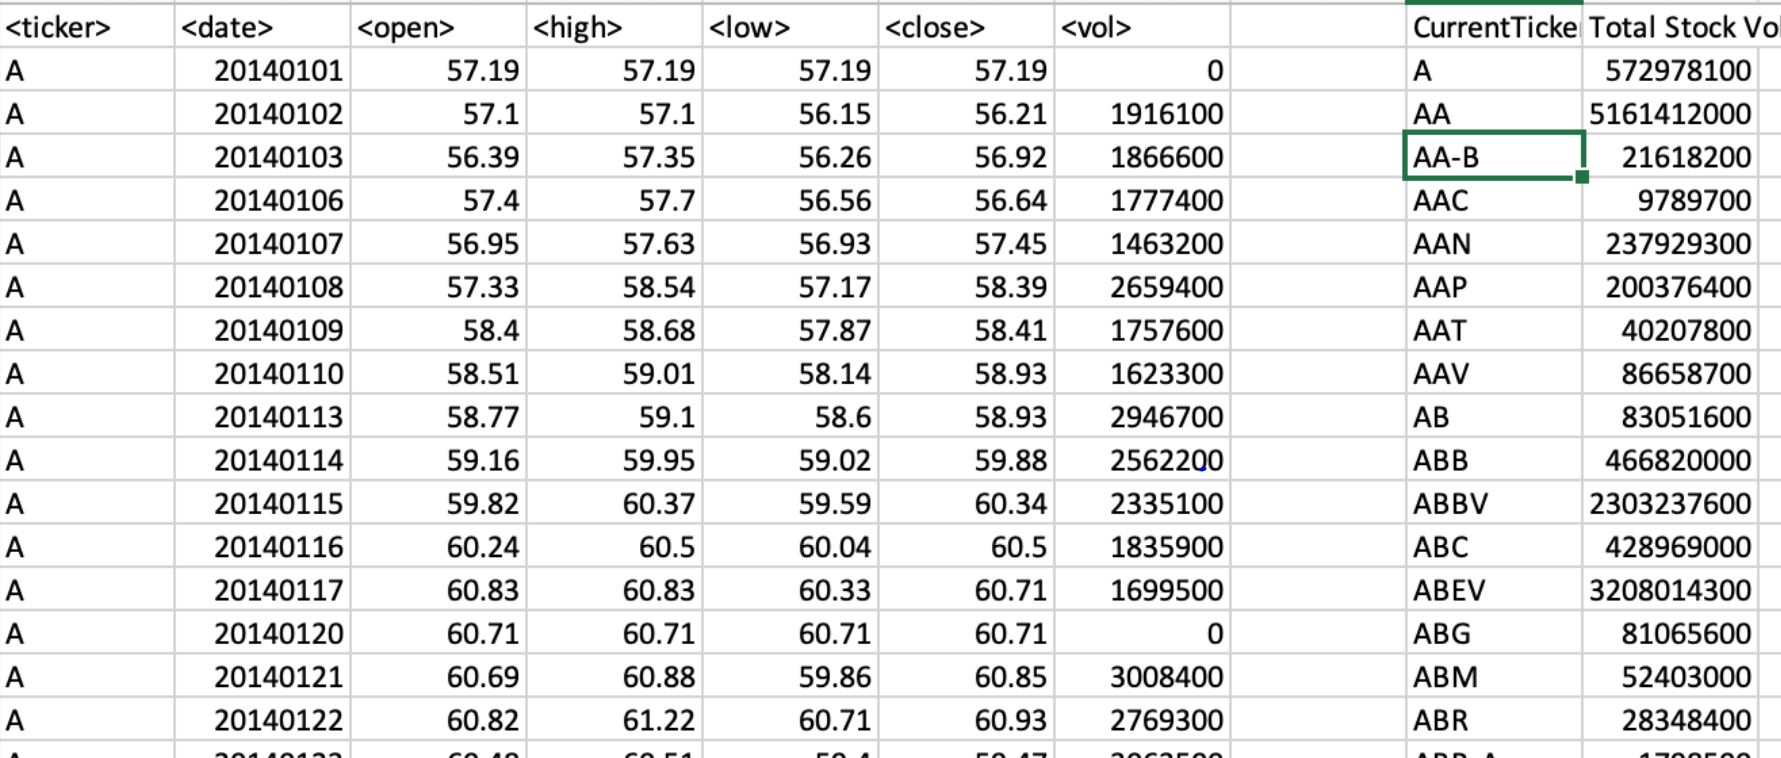 <ticker> <date> <open> <high> <low> <close> <vol> CurrentTicke Total Stock Vo
A 20140101 57.19 57.19 57.19 57.19 0 A 572978100
A 20140102 57.1 57.1 56.15 56.21 1916100 AA 5161412000
A 20140103 56.39 57.35 56.26 56.92 1866600 AA-B 21618200
A 20140106 57.4 57.7 56.56 56.64 1777400 AAC 9789700
A 20140107 56.95 57.63 56.93 57.45 1463200 AAN 237929300
A 20140108 57.33 58.54 57.17 58.39 2659400 AAP 200376400
A 20140109 58.4 58.68 57.87 58.41 1757600 AAT 40207800
A 20140110 58.51 59.01 58.14 58.93 1623300 AAV 86658700
A 20140113 58.77 59.1 58.6 58.93 2946700 AB 83051600
A 20140114 59.16 59.95 59.02 59.88 2562200 ABB 466820000
A 20140115 59.82 60.37 59.59 60.34 2335100 ABBV 2303237600
A 20140116 60.24 60.5 60.04 60.5 1835900 ABC 428969000
A 20140117 60.83 60.83 60.33 60.71 1699500 ABEV 3208014300
A 20140120 60.71 60.71 60.71 60.71 0 ABG 81065600
A 20140121 60.69 60.88 59.86 60.85 3008400 ABM 52403000
A 20140122 60.82 61.22 60.71 60.93 2769300 ABR 28348400